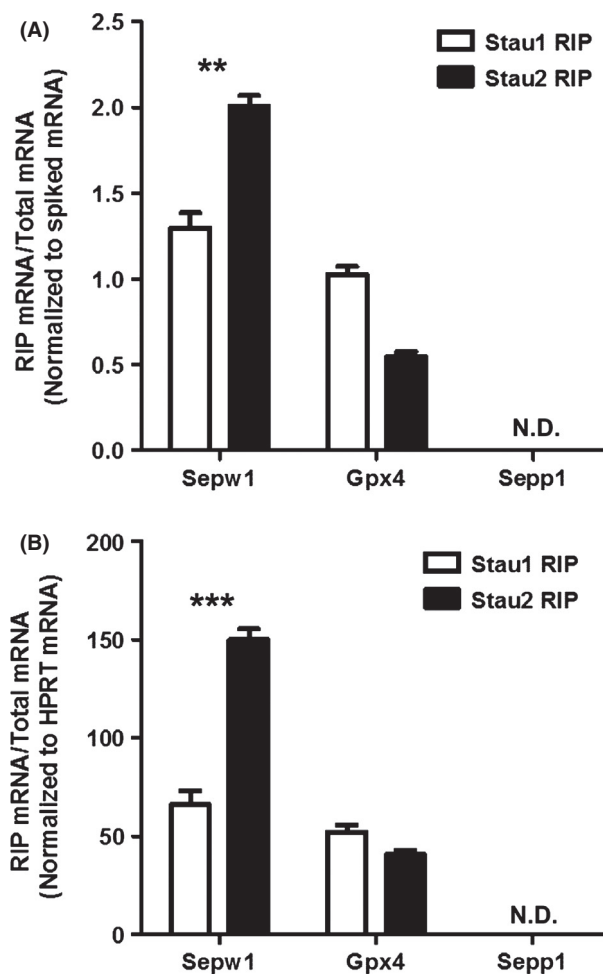 (A)
RIP mRNA/Total mRNA
(Normalized to spiked mRNA)
2.5
2.0
1.5
1.0
0.5
0.0
**
Stau1 RIP
Stau2 RIP
N.D.
Sepw1 Gpx4 Sepp1
(B)
RIP mRNA/Total mRNA
(Normalized to HPRT mRNA)
200
150
100
50
0
***
Stau1 RIP
Stau2 RIP
N.D.
Sepw1 Gpx4 Sepp1